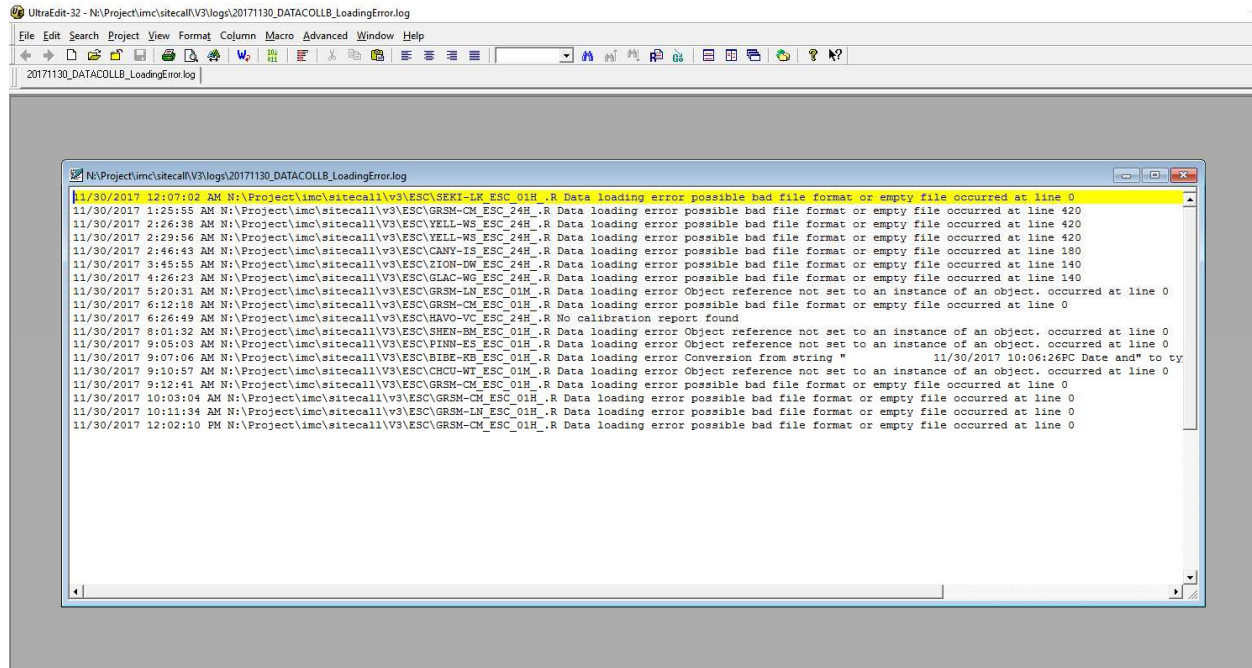 UltraEdit-32 - N:\Project\imc\sitecall\V3\logs\20171130_DATACOLLB_LoadingError.log
File Edit Search Project View Format Column Macro Advanced Window Help
20171130_DATACOLLB_LoadingError.log
N:\Project\imc\sitecall\V3\logs\20171130_DATACOLLB_LoadingError.log
11/30/2017 12:07:02 AM N:\Project\imc\sitecall\v3\ESC\SEKI-LK_ESC_01H_.R Data loading error possible bad file format or empty file occurred at line 0
11/30/2017 1:25:55 AM N:\Project\imc\sitecall\V3\ESC\GRSM-CM_ESC_24H_.R Data loading error possible bad file format or empty file occurred at line 420
11/30/2017 2:26:38 AM N:\Project\imc\sitecall\V3\ESC\YELL-WS_ESC_24H_.R Data loading error possible bad file format or empty file occurred at line 420
11/30/2017 2:29:56 AM N:\Project\imc\sitecall\v3\ESC\YELL-WS_ESC_24H_.R Data loading error possible bad file format or empty file occurred at line 420
11/30/2017 2:46:43 AM N:\Project\imc\sitecall\V3\ESC\CANY-IS_ESC_24H_.R Data loading error possible bad file format or empty file occurred at line 180
11/30/2017 3:45:55 AM N:\Project\imc\sitecall\v3\ESC\ZION-DW_ESC_24H_.R Data loading error possible bad file format or empty file occurred at line 140
11/30/2017 4:26:23 AM N:\Project\imc\sitecall\V3\ESC\GLAC-WG_ESC_24H_.R Data loading error possible bad file format or empty file occurred at line 140
11/30/2017 5:20:31 AM N:\Project\imc\sitecall\v3\ESC\GRSM-LN_ESC_01M_.R Data loading error Object reference not set to an instance of an object. occurred at line 0
11/30/2017 6:12:18 AM N:\Project\imc\sitecall\V3\ESC\GRSM-CM_ESC_01H_.R Data loading error possible bad file format or empty file occurred at line 0
11/30/2017 6:26:49 AM N:\Project\imc\sitecall\V3\ESC\HAVO-VC_ESC_24H_.R No calibration report found
11/30/2017 8:01:32 AM N:\Project\imc\sitecall\V3\ESC\SHEN-BM_ESC_01H_.R Data loading error Object reference not set to an instance of an object. occurred at line 0
11/30/2017 9:05:03 AM N:\Project\imc\sitecall\V3\ESC\PINN-ES_ESC_01H_.R Data loading error Object reference not set to an instance of an object. occurred at line 0
11/30/2017 9:07:06 AM N:\Project\imc\sitecall\V3\ESC\BIBE-KB_ESC_01H_.R Data loading error Conversion from string " 11/30/2017 10:06:26PC Date and" to ty
11/30/2017 9:10:57 AM N:\Project\imc\sitecall\v3\ESC\CHCU-WT_ESC_01M_.R Data loading error Object reference not set to an instance of an object. occurred at line 0
11/30/2017 9:12:41 AM N:\Project\imc\sitecall\V3\ESC\GRSM-CM_ESC_01H_.R Data loading error possible bad file format or empty file occurred at line 0
11/30/2017 10:03:04 AM N:\Project\imc\sitecall\v3\ESC\GRSM-CM_ESC_01H_.R Data loading error possible bad file format or empty file occurred at line 0
11/30/2017 10:11:34 AM N:\Project\imc\sitecall\V3\ESC\GRSM-LN_ESC_01H_.R Data loading error possible bad file format or empty file occurred at line 0
11/30/2017 12:02:10 PM N:\Project\imc\sitecall\V3\ESC\GRSM-CM_ESC_01H_.R Data loading error possible bad file format or empty file occurred at line 0